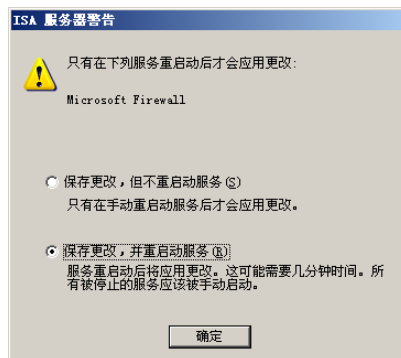 ISA 服务器警告
只有在下列服务重启动后才会应用更改:
Microsoft Firewall
保存更改，但不重启动服务(S)
只有在手动重启动服务后才会应用更改。
保存更改，并重启动服务(R)
服务重启动后将应用更改。这可能需要几分钟时间。所
有被停止的服务应该被手动启动。
确定